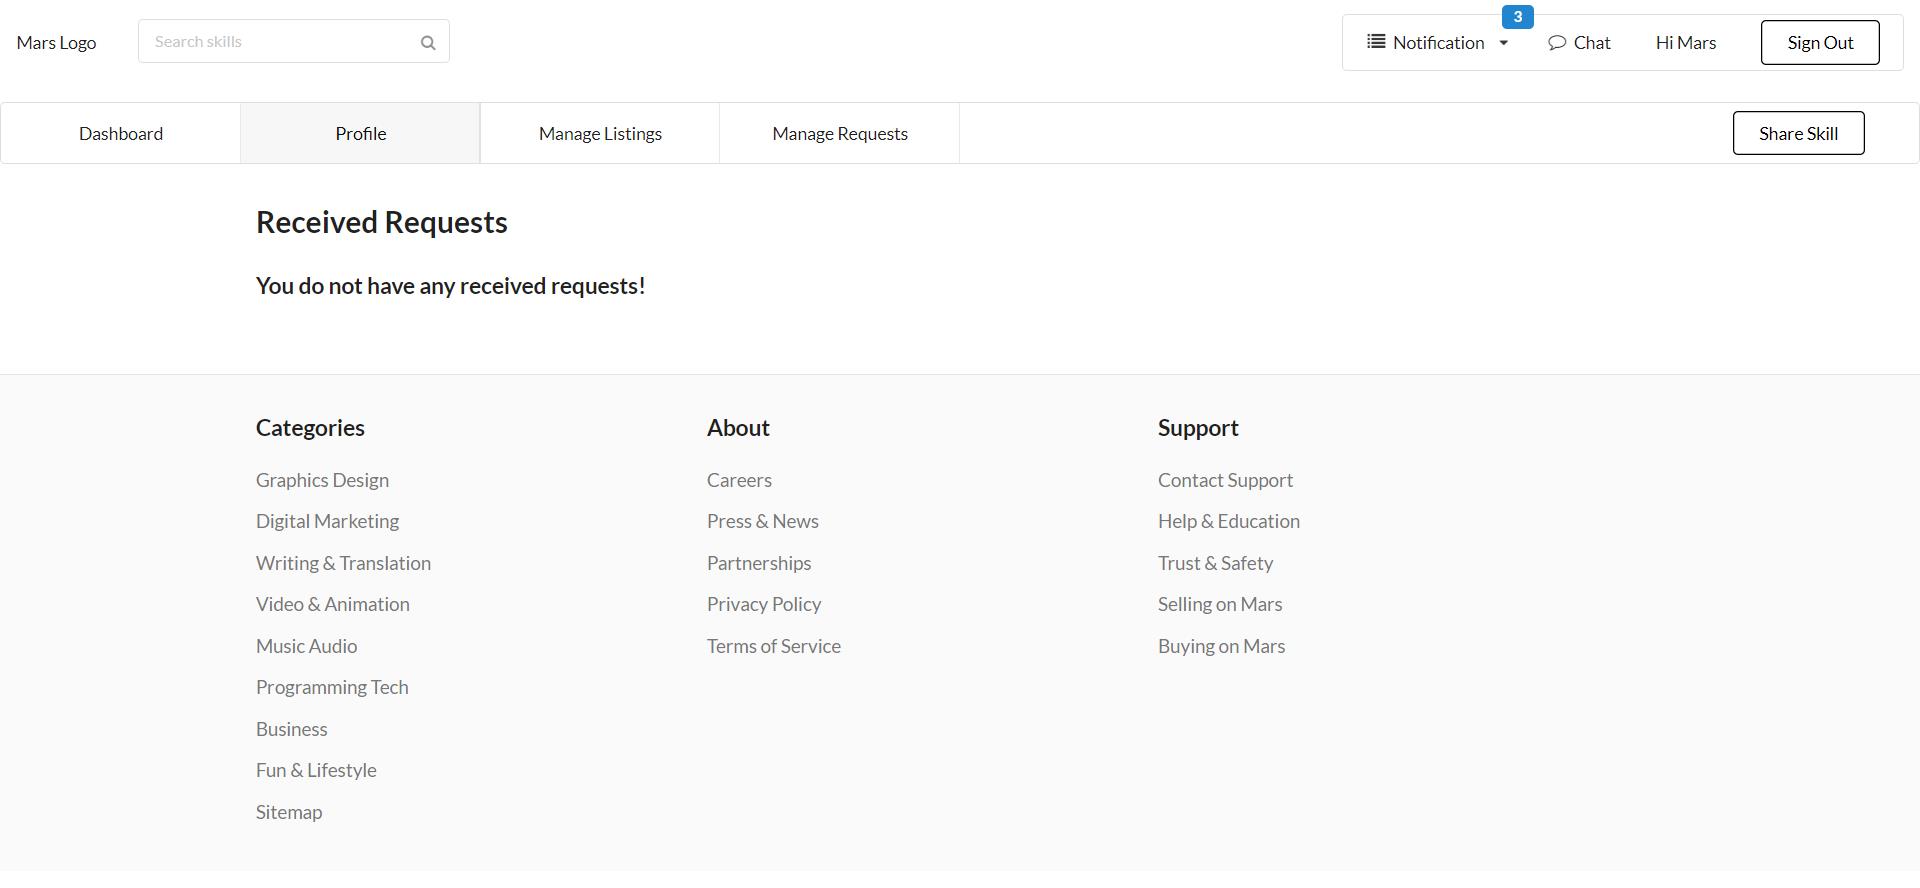 Mars Logo
Search skills
3
Notification
Chat
Hi Mars
Sign Out
Dashboard
Profile
Manage Listings
Manage Requests
Share Skill
Received Requests
You do not have any received requests!
Categories
Graphics Design
Digital Marketing
Writing & Translation
Video & Animation
Music Audio
Programming Tech
Business
Fun & Lifestyle
Sitemap
About
Careers
Press & News
Partnerships
Privacy Policy
Terms of Service
Support
Contact Support
Help & Education
Trust & Safety
Selling on Mars
Buying on Mars